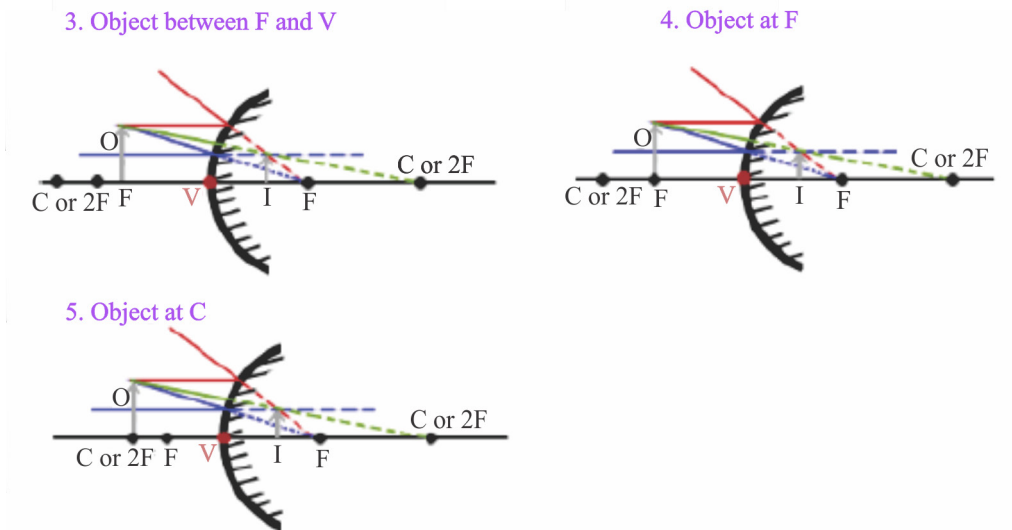 3. Object between F and V
4. Object at F
O
C or 2F
C or 2F F
V
I
F
O
C or 2F
C or 2F
F
V
I
F
5. Object at C
O
C or 2F
C or 2F F
V
I
F